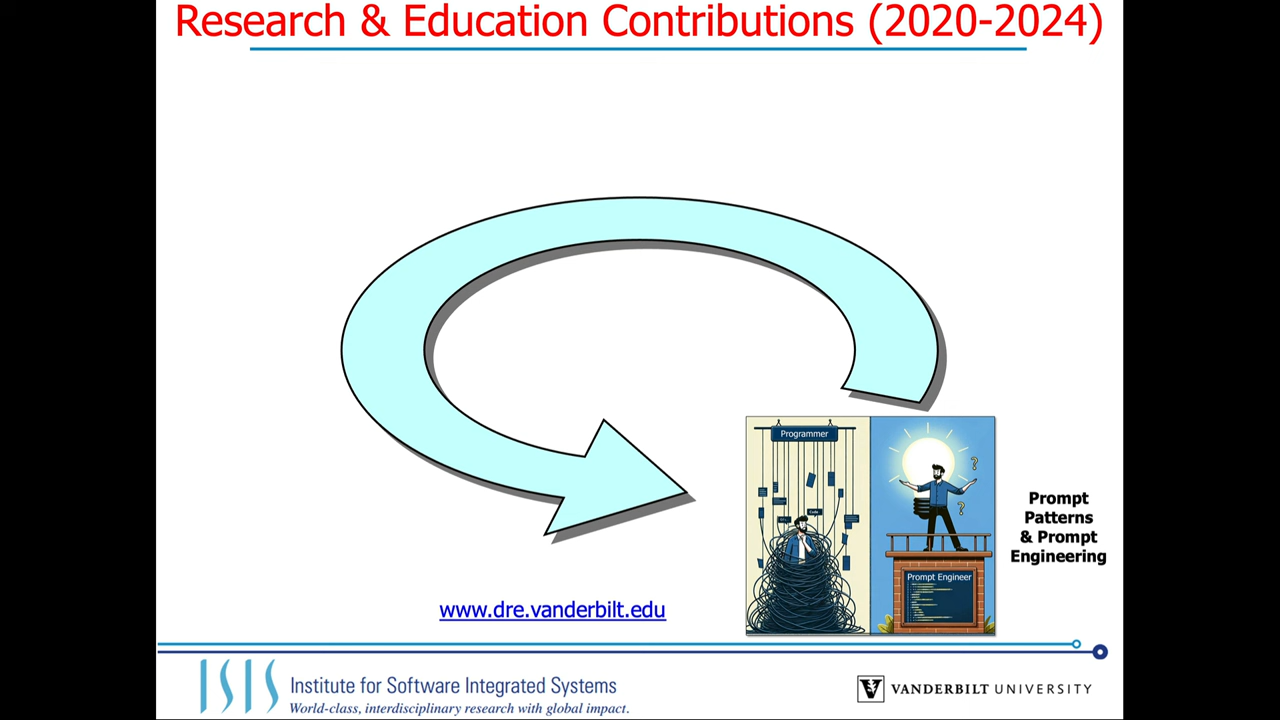 Research & Education Contributions (2020-2024)
Programmer
Code
Prompt Engineer
Prompt
Patterns
& Prompt
Engineering
www.dre.vanderbilt.edu
ISIS Institute for Software Integrated Systems
World-class, interdisciplinary research with global impact.
V VANDERBILT UNIVERSITY